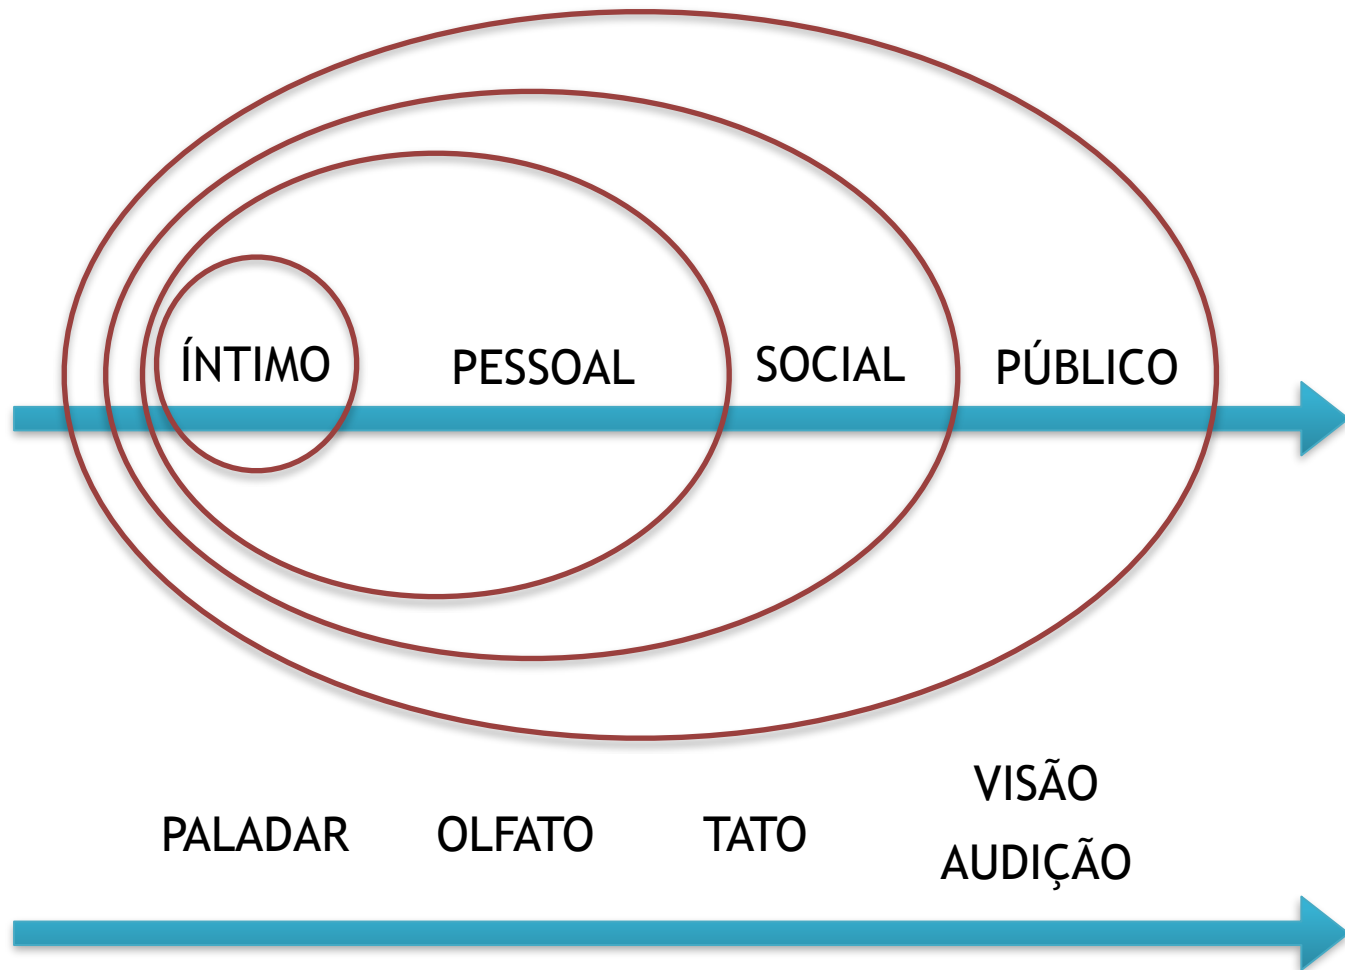 ÍNTIMO
PESSOAL
SOCIAL
PÚBLICO
PALADAR
OLFATO
TATO
VISÃO
AUDIÇÃO